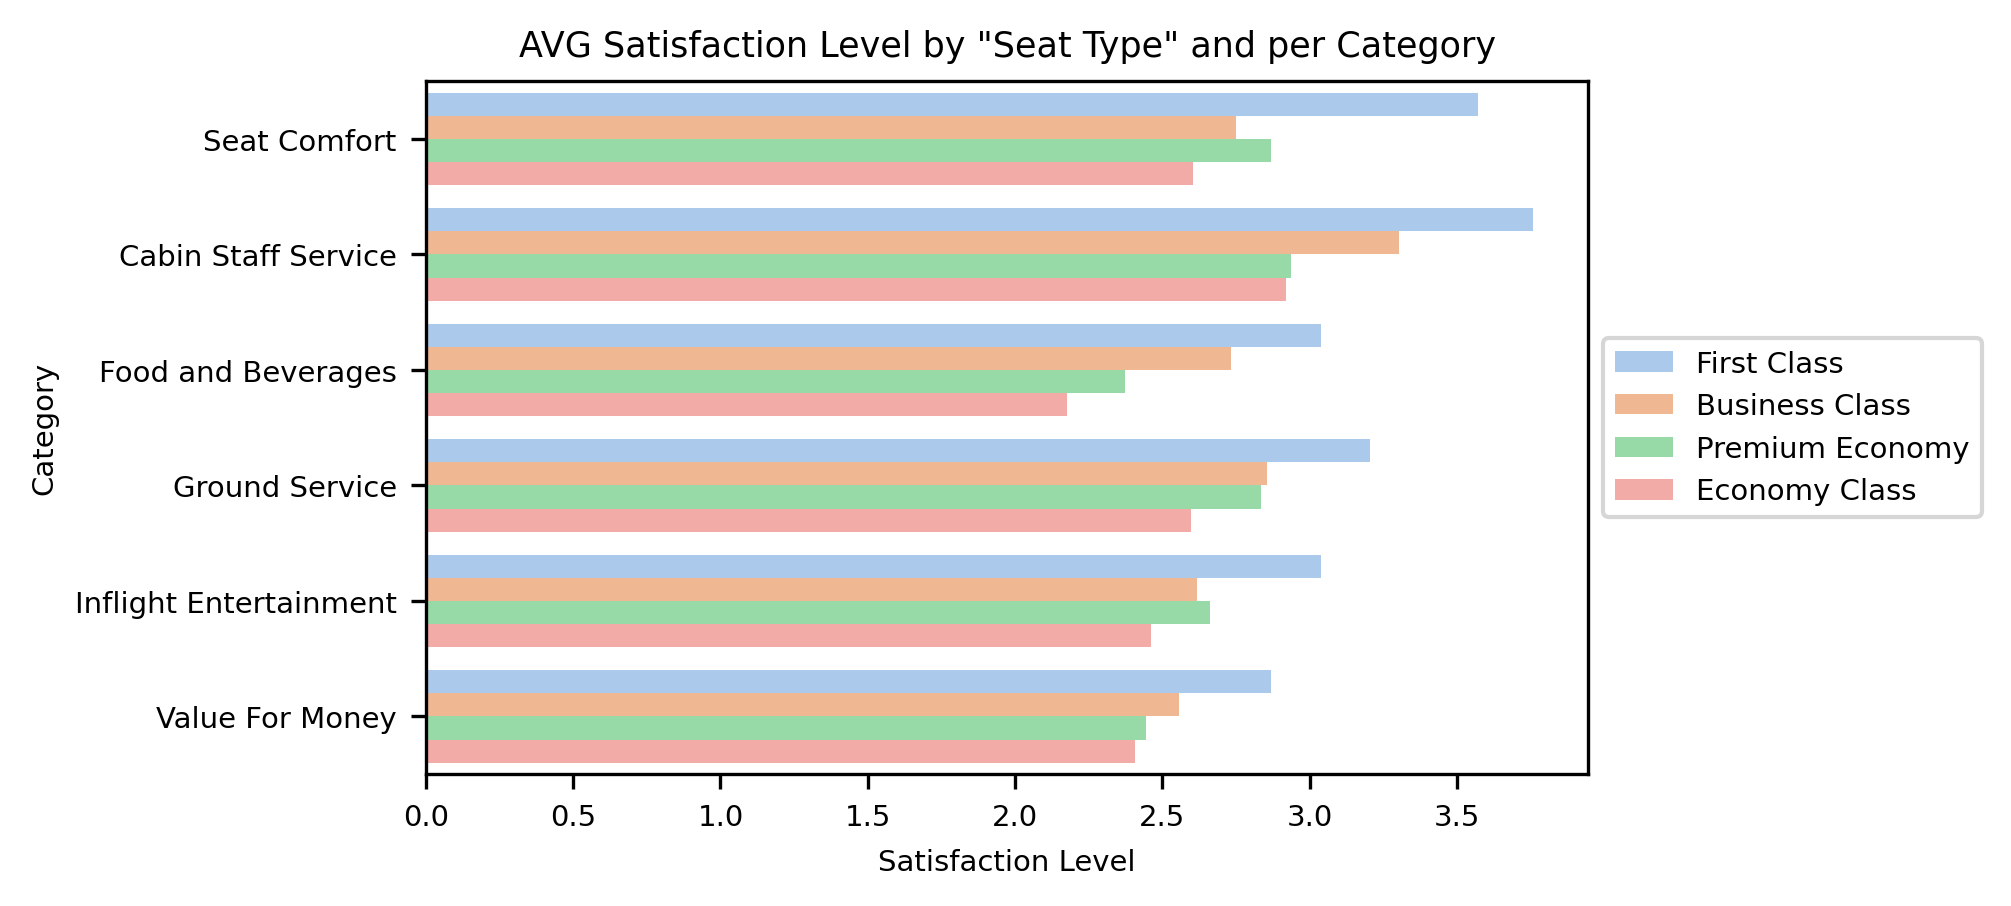 AVG Satisfaction Level by "Seat Type" and per Category
Category
Seat Comfort
Cabin Staff Service
Food and Beverages
Ground Service
Inflight Entertainment
Value For Money
0.0 0.5 1.0 1.5 2.0 2.5 3.0 3.5
Satisfaction Level
First Class
Business Class
Premium Economy
Economy Class